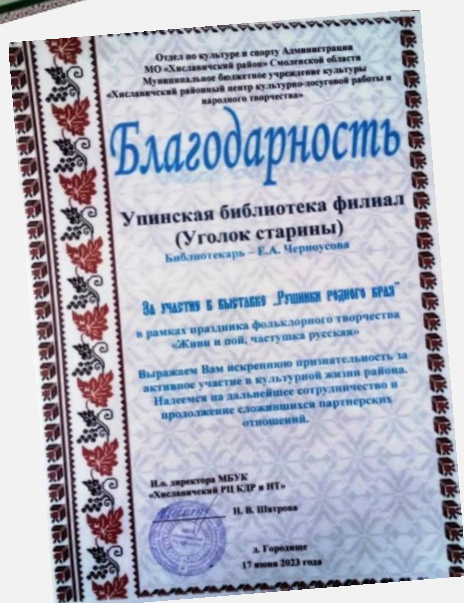 Отдел по культуре и спорту Администрации
МО «Хиславичский район» Смоленской области
Муниципальное бюджетное учреждение культуры
«Хиславичский районный центр культурно-досуговой работы и
народного творчества»
Благодарность
Упинская библиотека филиал
(Уголок старины)
Библиотекарь – Е.А. Черноусова
За участие в выставке „Рушники родного края"
в рамках праздника фольклорного творчества
«Живи и пой, частушка русская»
Выражаем Вам искреннюю признательность за
активное участие в культурной жизни района.
Надеемся на дальнейшее сотрудничество и
продолжение сложившихся партнерских
отношений.
И.о. директора МБУК
«Хиславичский РЦ КДР и НТ»
Н. В. Шатрова
д. Городище
17 июня 2023 года